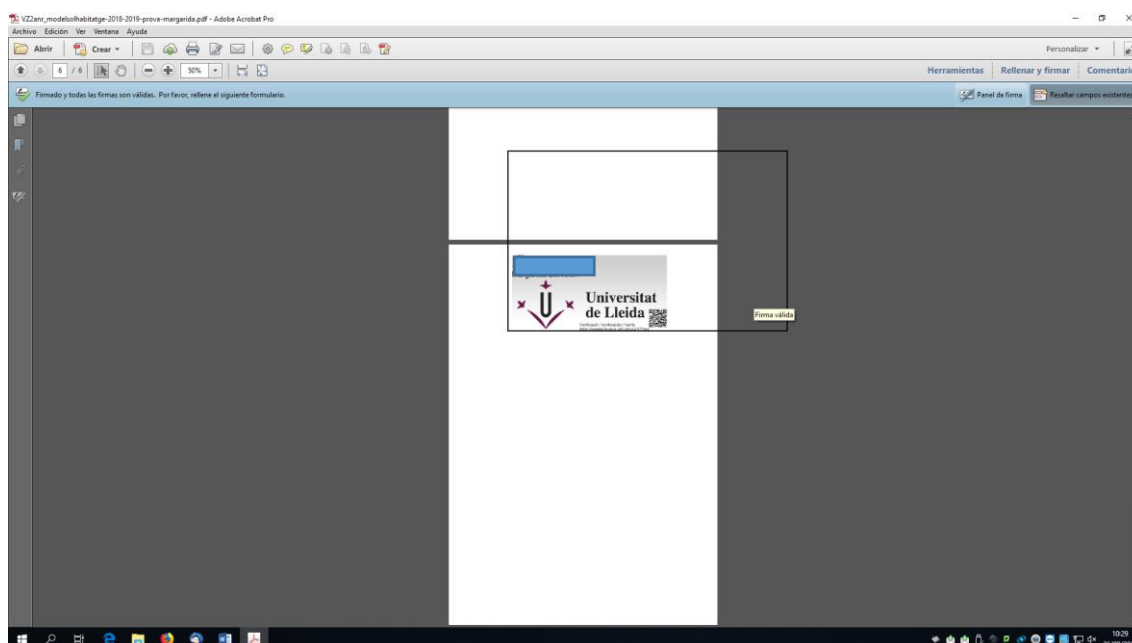 VZ2anr_modelsolhabitatge-2018-2019-prova-margarida.pdf - Adobe Acrobat Pro
Archivo Edición Ver Ventana Ayuda
Abrir Crear Personalizar
6 / 6 50% Herramientas Rellenar y firmar Comentari
Firmado y todas las firmas son válidas. Por favor, rellene el siguiente formulario. Panel de firma Resaltar campos existentes
Universitat
de Lleida
Firma válida
10:26